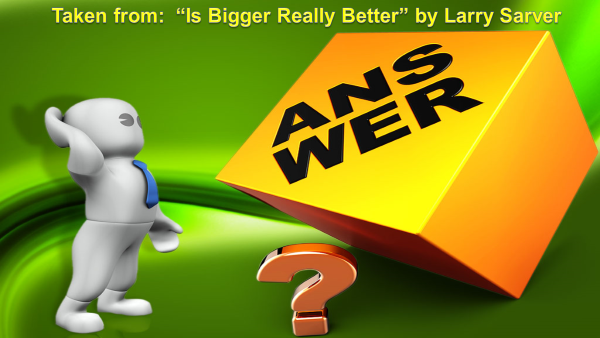 Taken from:  “Is Bigger Really Better” by Larry Sarver
ANS
WER
?